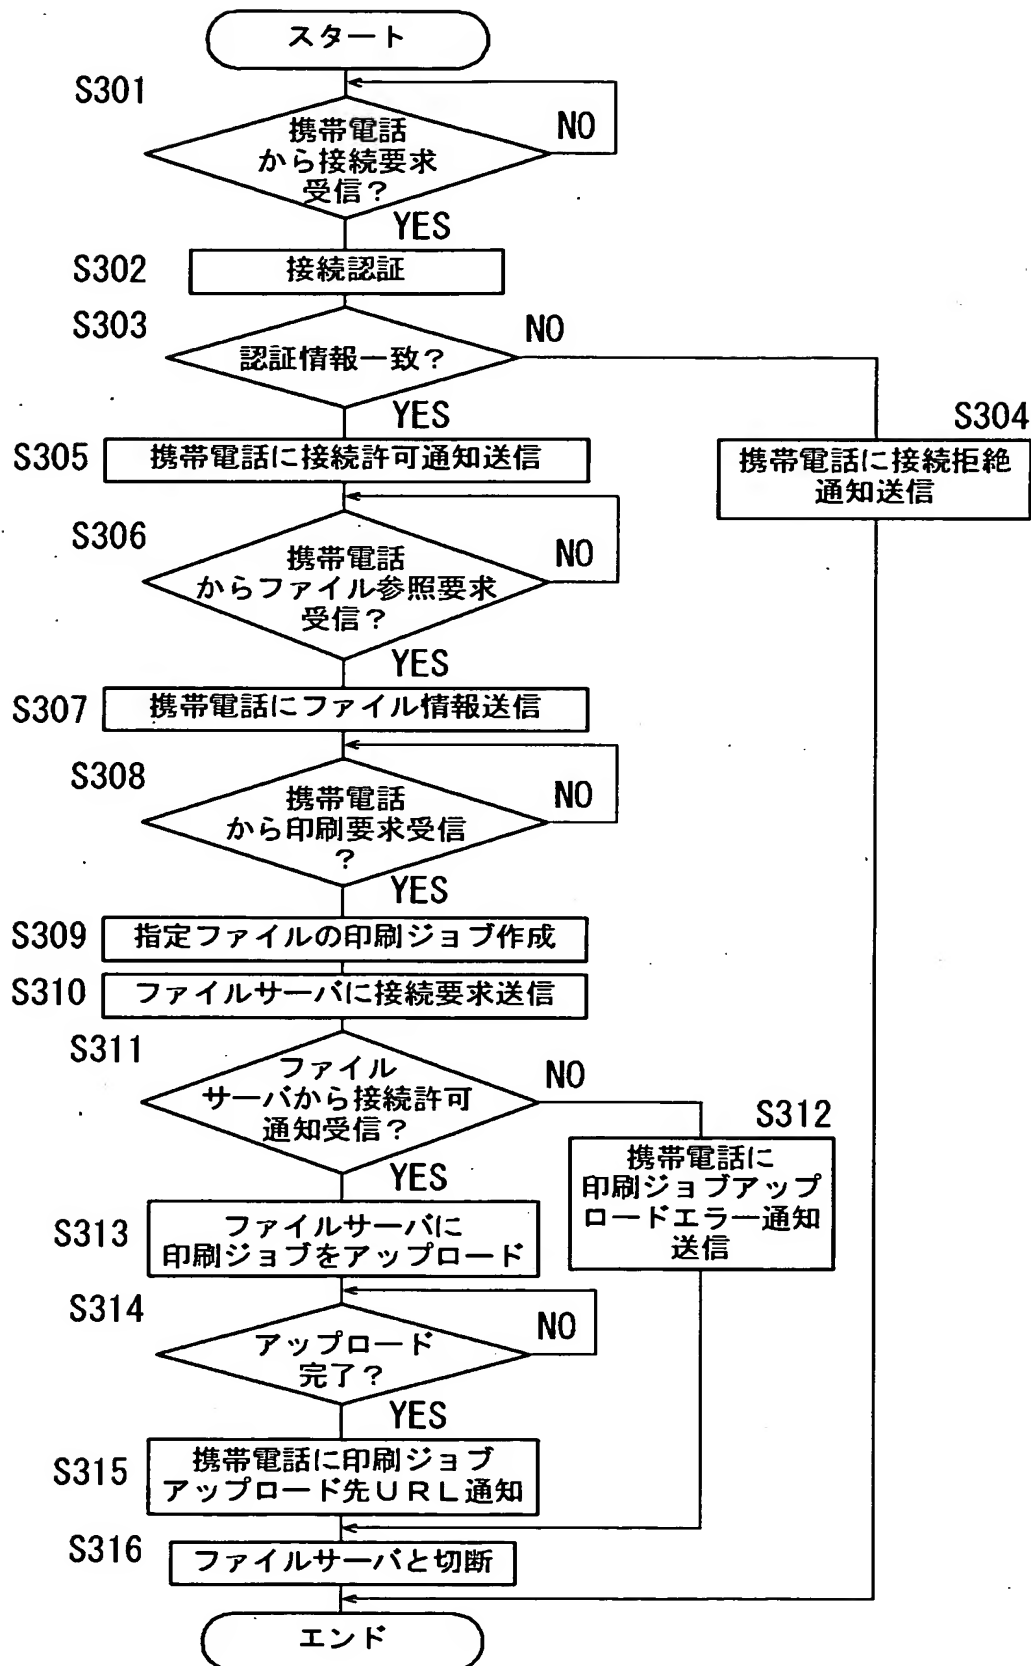 スタート
S301
携帯電話
から接続要求
受信？
NO
YES
S302
接続認証
S303
認証情報一致？
NO
YES
S304
携帯電話に接続拒絶
通知送信
S305
携帯電話に接続許可通知送信
S306
携帯電話
からファイル参照要求
受信？
NO
YES
S307
携帯電話にファイル情報送信
S308
携帯電話
から印刷要求受信
？
NO
YES
S309
指定ファイルの印刷ジョブ作成
S310
ファイルサーバに接続要求送信
S311
ファイル
サーバから接続許可
通知受信？
NO
YES
S312
携帯電話に
印刷ジョブアップ
ロードエラー通知
送信
S313
ファイルサーバに
印刷ジョブをアップロード
S314
アップロード
完了？
NO
YES
S315
携帯電話に印刷ジョブ
アップロード先ＵＲＬ通知
S316
ファイルサーバと切断
エンド